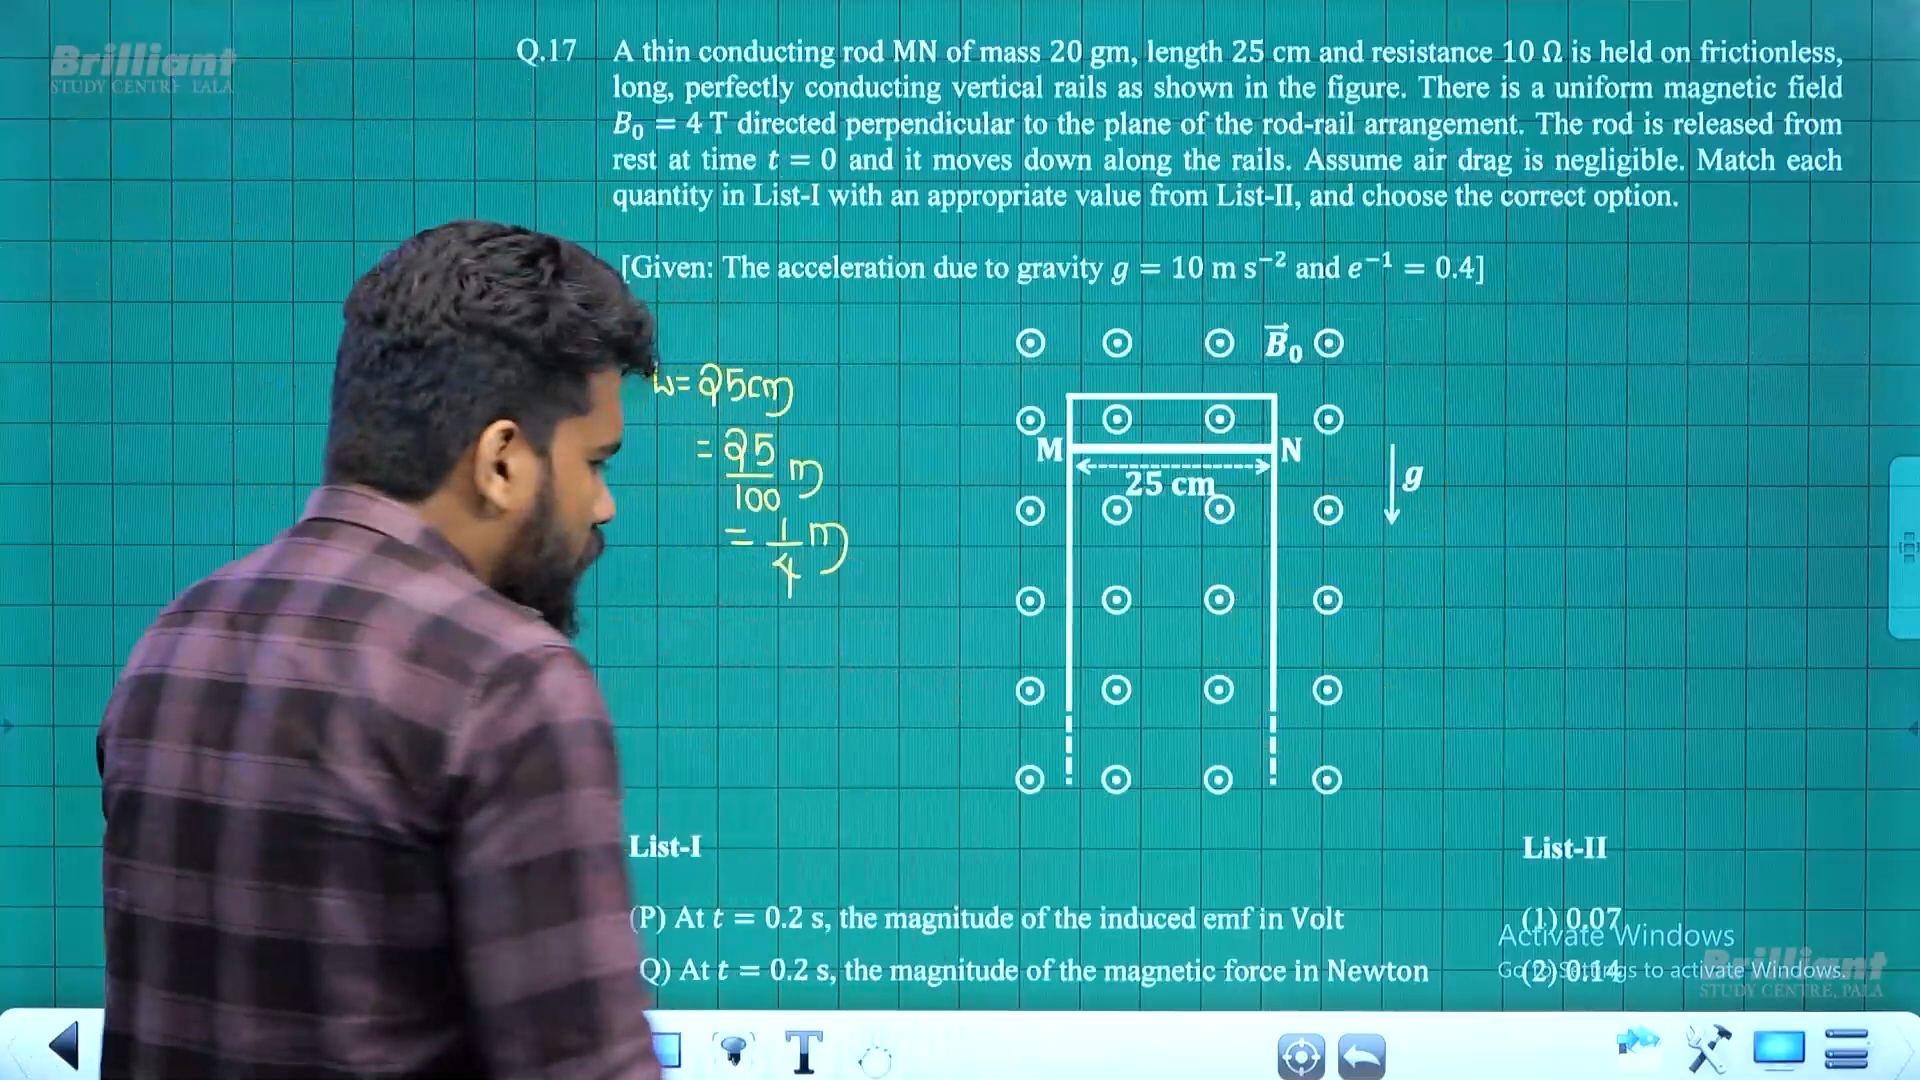 Brilliant
STUDY CENTRE PALA
Q.17 A thin conducting rod MN of mass 20 gm, length 25 cm and resistance 10 Ω is held on frictionless,
long, perfectly conducting vertical rails as shown in the figure. There is a uniform magnetic field
B₀ = 4 T directed perpendicular to the plane of the rod-rail arrangement. The rod is released from
rest at time t = 0 and it moves down along the rails. Assume air drag is negligible. Match each
quantity in List-I with an appropriate value from List-II, and choose the correct option.
[Given: The acceleration due to gravity g = 10 m s⁻² and e⁻¹ = 0.4]
B⃗₀
= 25cm
= 25/100 m
= 1/4 m
M N
25 cm
g
List-I List-II
(P) At t = 0.2 s, the magnitude of the induced emf in Volt (1) 0.07
Q) At t = 0.2 s, the magnitude of the magnetic force in Newton (2) 0.14
Activate Windows
Go to Settings to activate Windows.
Brilliant
STUDY CENTRE, PALA
T